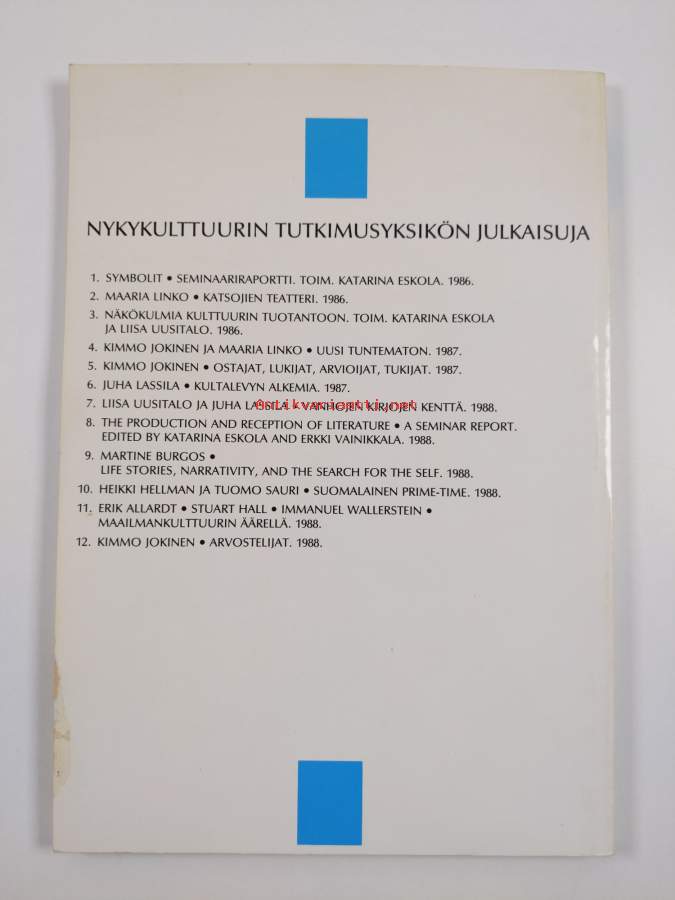 NYKYKULTTUURIN TUTKIMUSYKSIKÖN JULKAISUJA
1. SYMBOLIT • SEMINAARIRAPORTTI. TOIM. KATARINA ESKOLA. 1986.
2. MAARIA LINKO • KATSOJIEN TEATTERI. 1986.
3. NÄKÖKULMIA KULTTUURIN TUOTANTOON. TOIM. KATARINA ESKOLA
JA LIISA UUSITALO. 1986.
4. KIMMO JOKINEN JA MAARIA LINKO • UUSI TUNTEMATON. 1987.
5. KIMMO JOKINEN • OSTAJAT, LUKIJAT, ARVIOIJAT, TUKIJAT. 1987.
6. JUHA LASSILA • KULTALEVYN ALKEMIA. 1987.
7. LIISA UUSITALO JA JUHA LASSILA • VANHOJEN KIRJOJEN KENTTÄ. 1988.
Antikvariaatti.net
8. THE PRODUCTION AND RECEPTION OF LITERATURE • A SEMINAR REPORT.
EDITED BY KATARINA ESKOLA AND ERKKI VAINIKKALA. 1988.
9. MARTINE BURGOS •
LIFE STORIES, NARRATIVITY, AND THE SEARCH FOR THE SELF. 1988.
10. HEIKKI HELLMAN JA TUOMO SAURI • SUOMALAINEN PRIME-TIME. 1988.
11. ERIK ALLARDT • STUART HALL • IMMANUEL WALLERSTEIN •
MAAILMANKULTTUURIN ÄÄRELLÄ. 1988.
12. KIMMO JOKINEN • ARVOSTELIJAT. 1988.